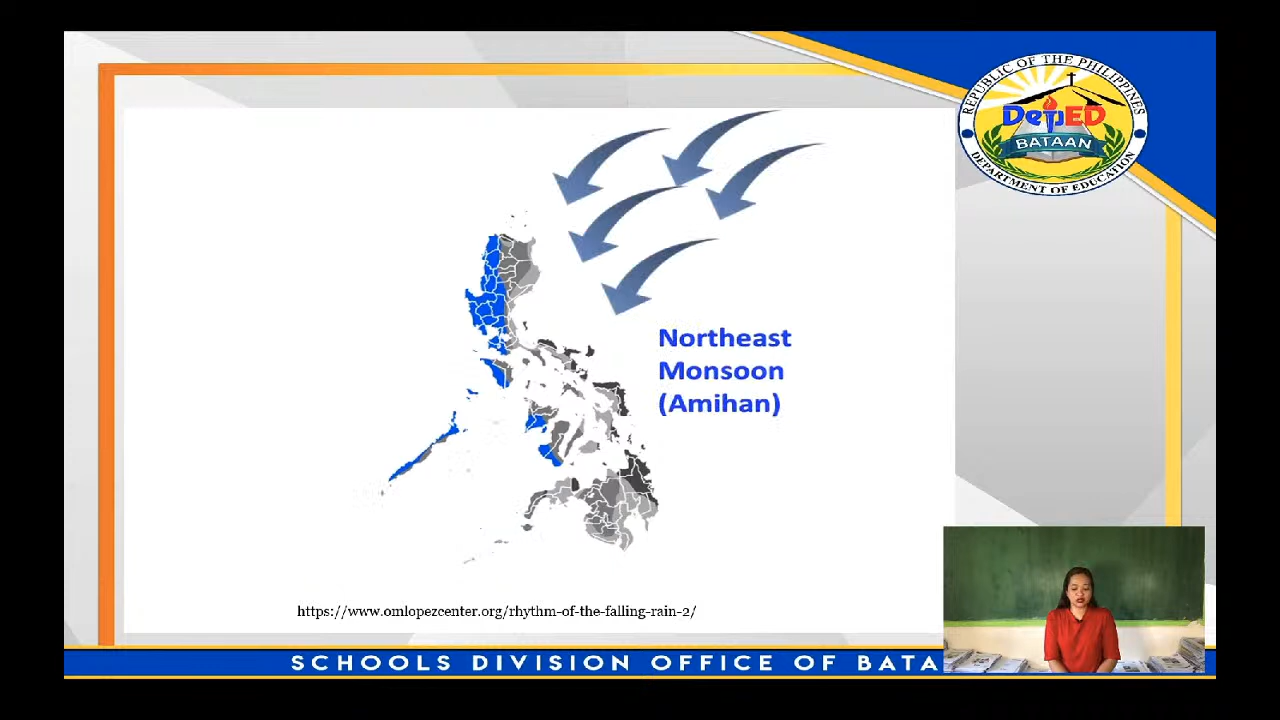 REPUBLIC OF THE PHILIPPINES
DepED
BATAAN
DEPARTMENT OF EDUCATION
Northeast
Monsoon
(Amihan)
https://www.omlopezcenter.org/rhythm-of-the-falling-rain-2/
SCHOOLS DIVISION OFFICE OF BATA